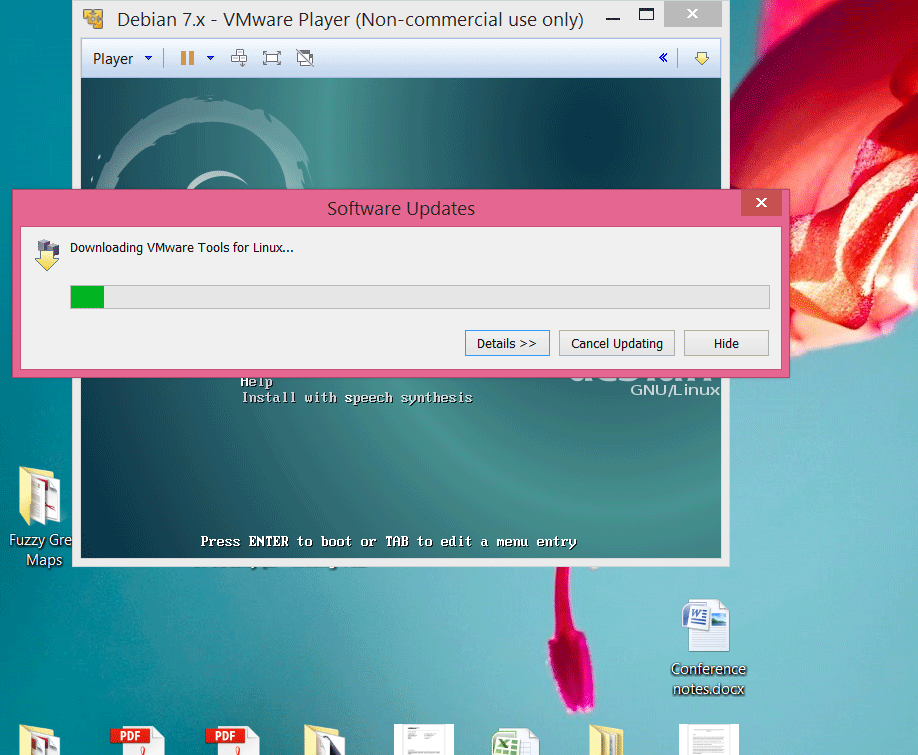 Debian 7.x - VMware Player (Non-commercial use only)
Player
Software Updates
Downloading VMware Tools for Linux...
Details >>
Cancel Updating
Hide
Help
Install with speech synthesis
GNU/Linux
Press ENTER to boot or TAB to edit a menu entry
Fuzzy Gre
Maps
Conference
notes.docx
PDF
PDF